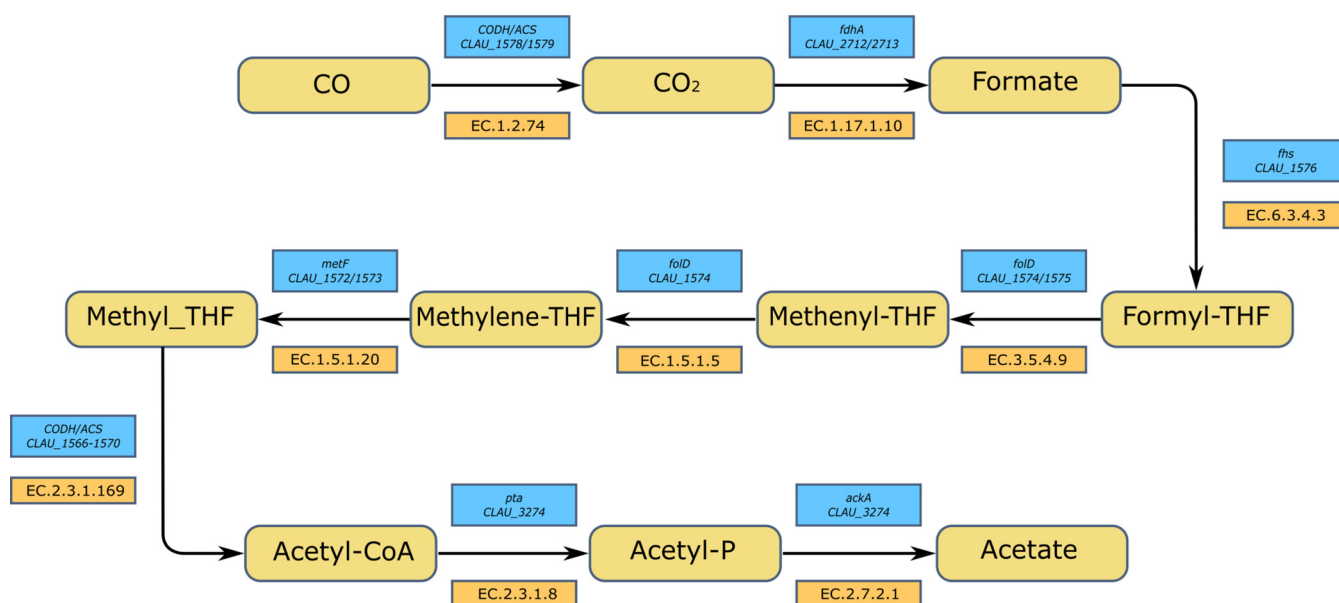 CODH/ACS
CLAU_1578/1579
fdhA
CLAU_2712/2713
CO
CO₂
Formate
EC.1.2.74
EC.1.17.1.10
fhs
CLAU_1576
EC.6.3.4.3
metF
CLAU_1572/1573
folD
CLAU_1574
folD
CLAU_1574/1575
Methyl_THF
Methylene-THF
Methenyl-THF
Formyl-THF
EC.1.5.1.20
EC.1.5.1.5
EC.3.5.4.9
CODH/ACS
CLAU_1566-1570
EC.2.3.1.169
pta
CLAU_3274
ackA
CLAU_3274
Acetyl-CoA
Acetyl-P
Acetate
EC.2.3.1.8
EC.2.7.2.1